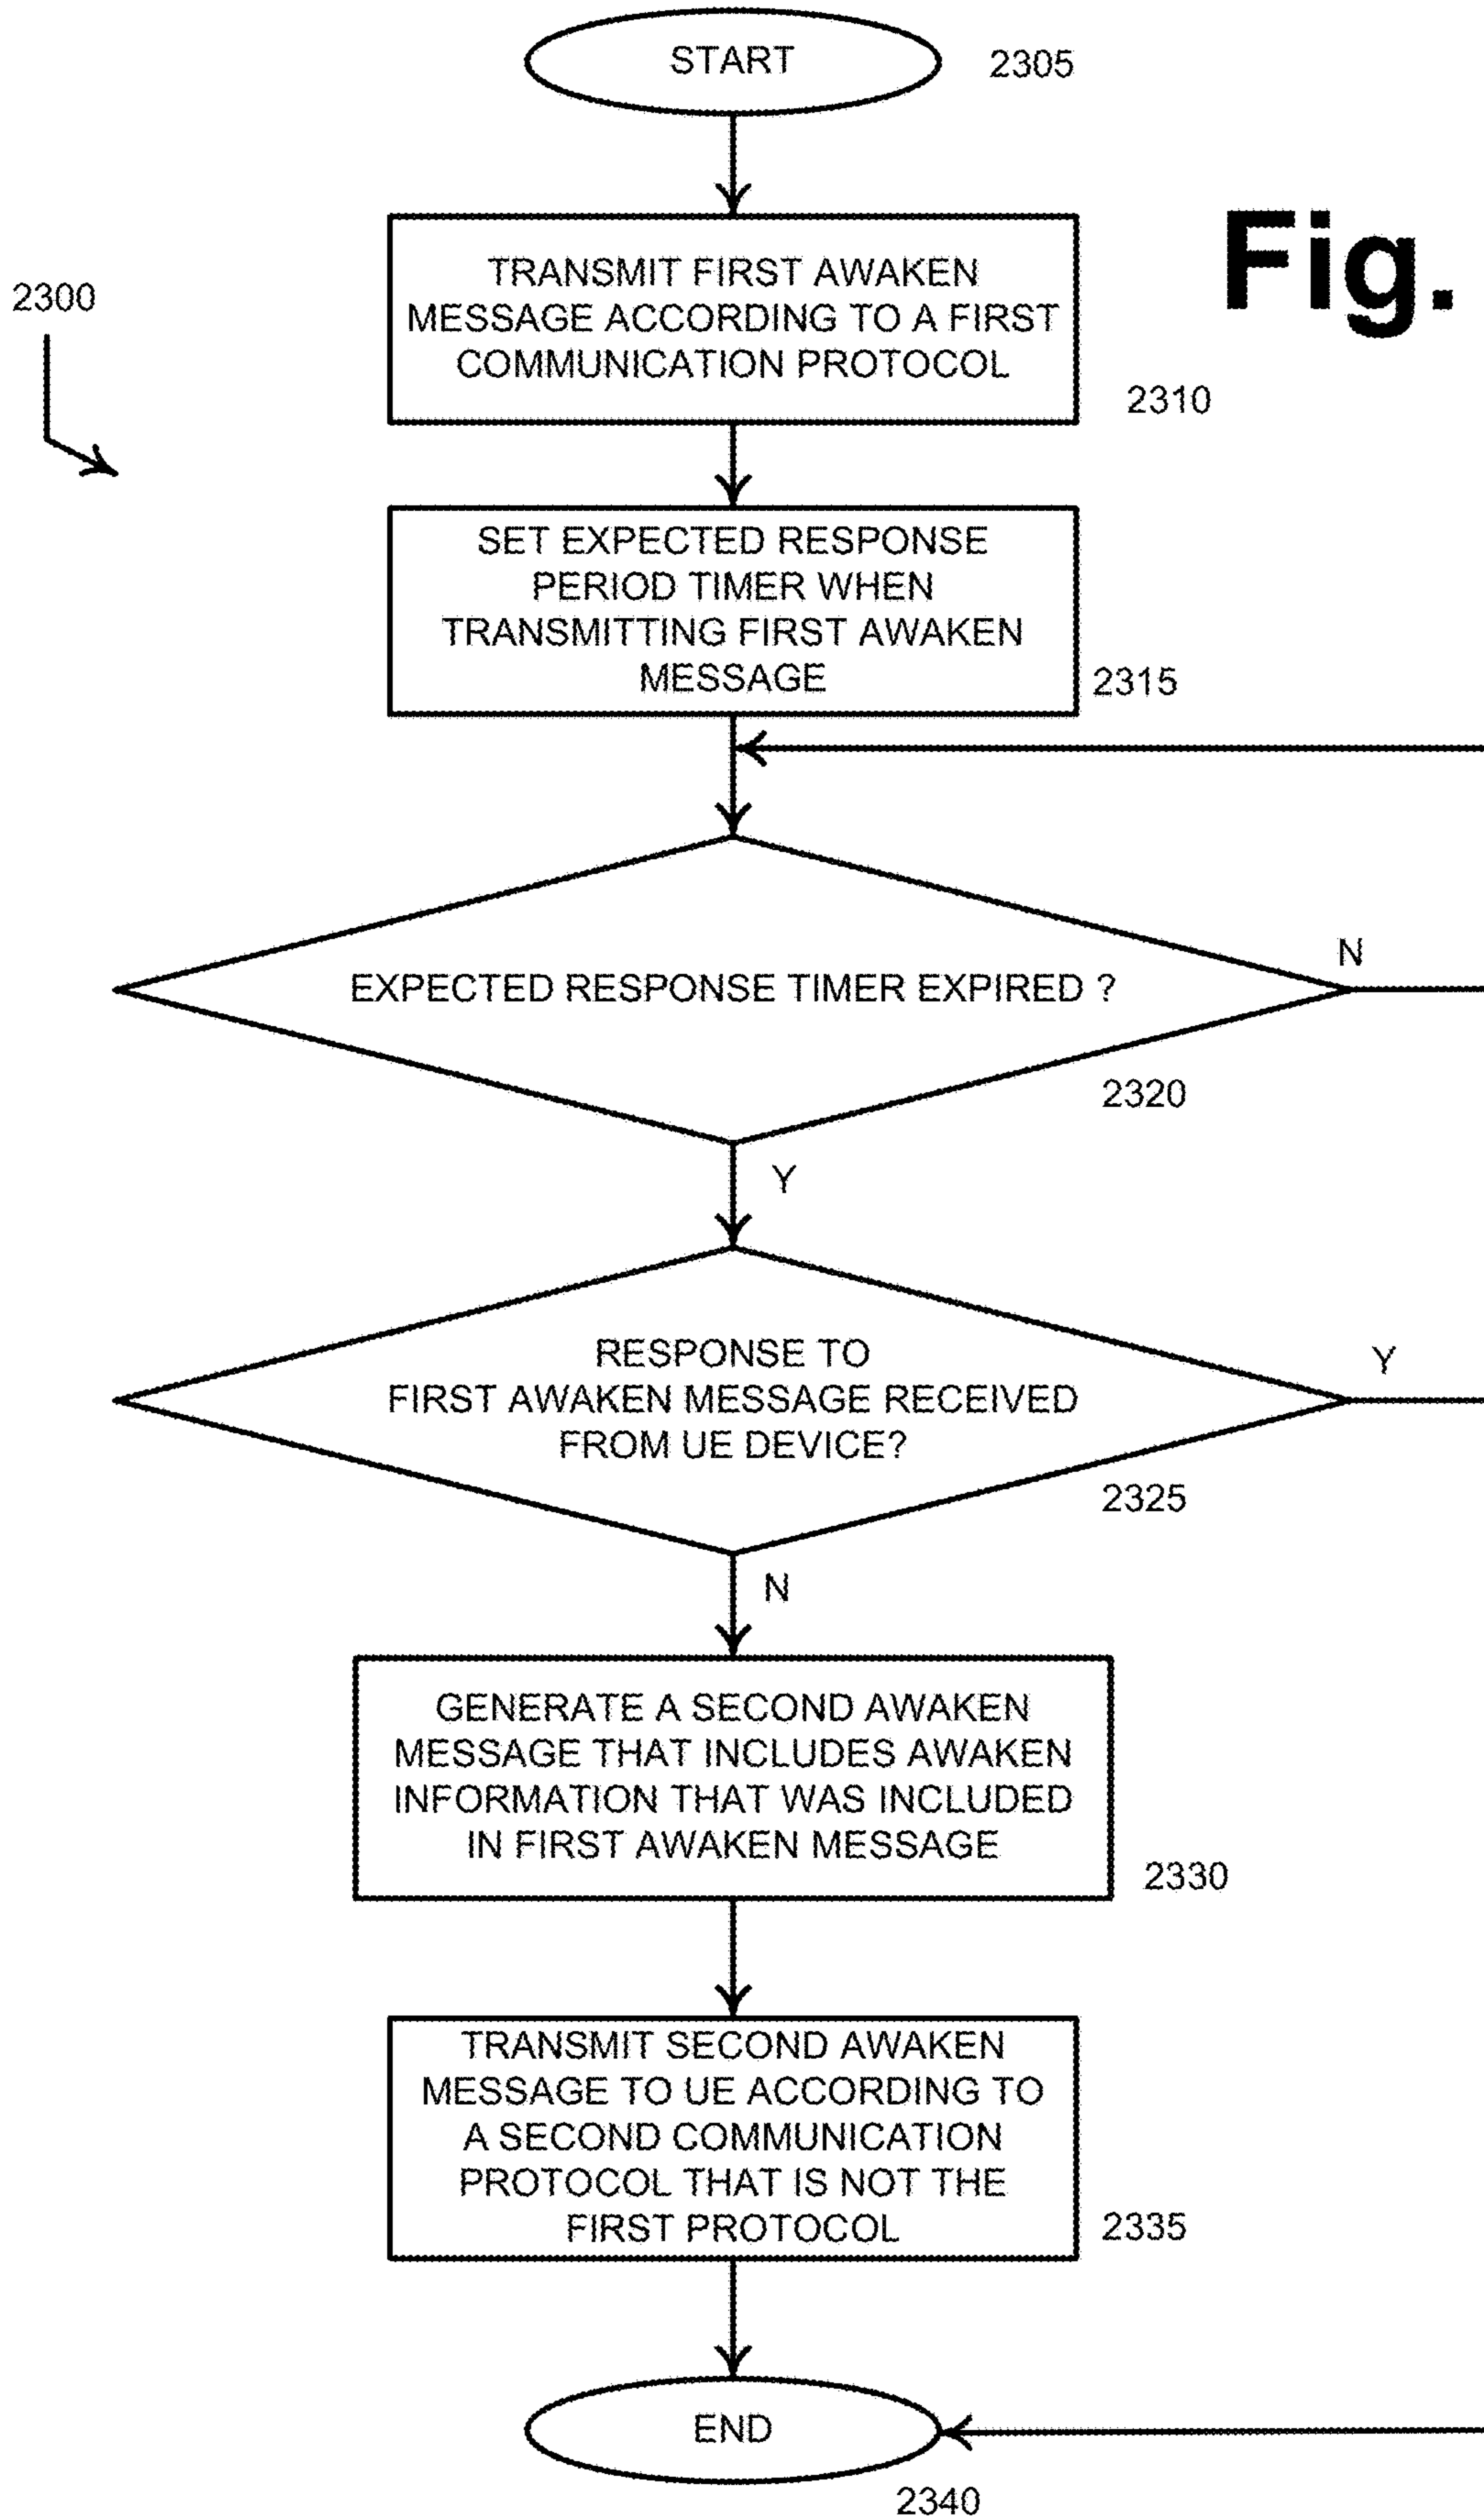 START
2305
Fig.
2300
TRANSMIT FIRST AWAKEN
MESSAGE ACCORDING TO A FIRST
COMMUNICATION PROTOCOL
2310
SET EXPECTED RESPONSE
PERIOD TIMER WHEN
TRANSMITTING FIRST AWAKEN
MESSAGE
2315
N
EXPECTED RESPONSE TIMER EXPIRED ?
2320
Y
RESPONSE TO
Y
FIRST AWAKEN MESSAGE RECEIVED
FROM UE DEVICE?
2325
N
GENERATE A SECOND AWAKEN
MESSAGE THAT INCLUDES AWAKEN
INFORMATION THAT WAS INCLUDED
IN FIRST AWAKEN MESSAGE
2330
TRANSMIT SECOND AWAKEN
MESSAGE TO UE ACCORDING TO
A SECOND COMMUNICATION
PROTOCOL THAT IS NOT THE
FIRST PROTOCOL
2335
END
2340